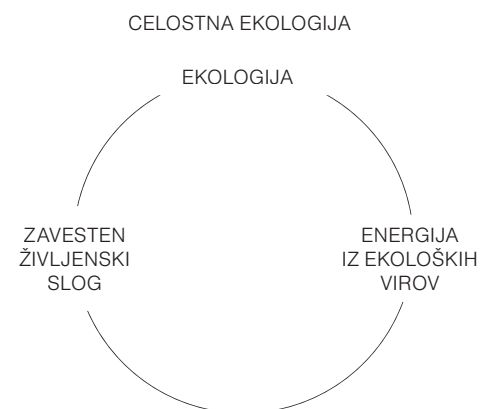 CELOSTNA EKOLOGIJA
EKOLOGIJA
ZAVESTEN
ŽIVLJENSKI
SLOG
ENERGIJA
IZ EKOLOŠKIH
VIROV